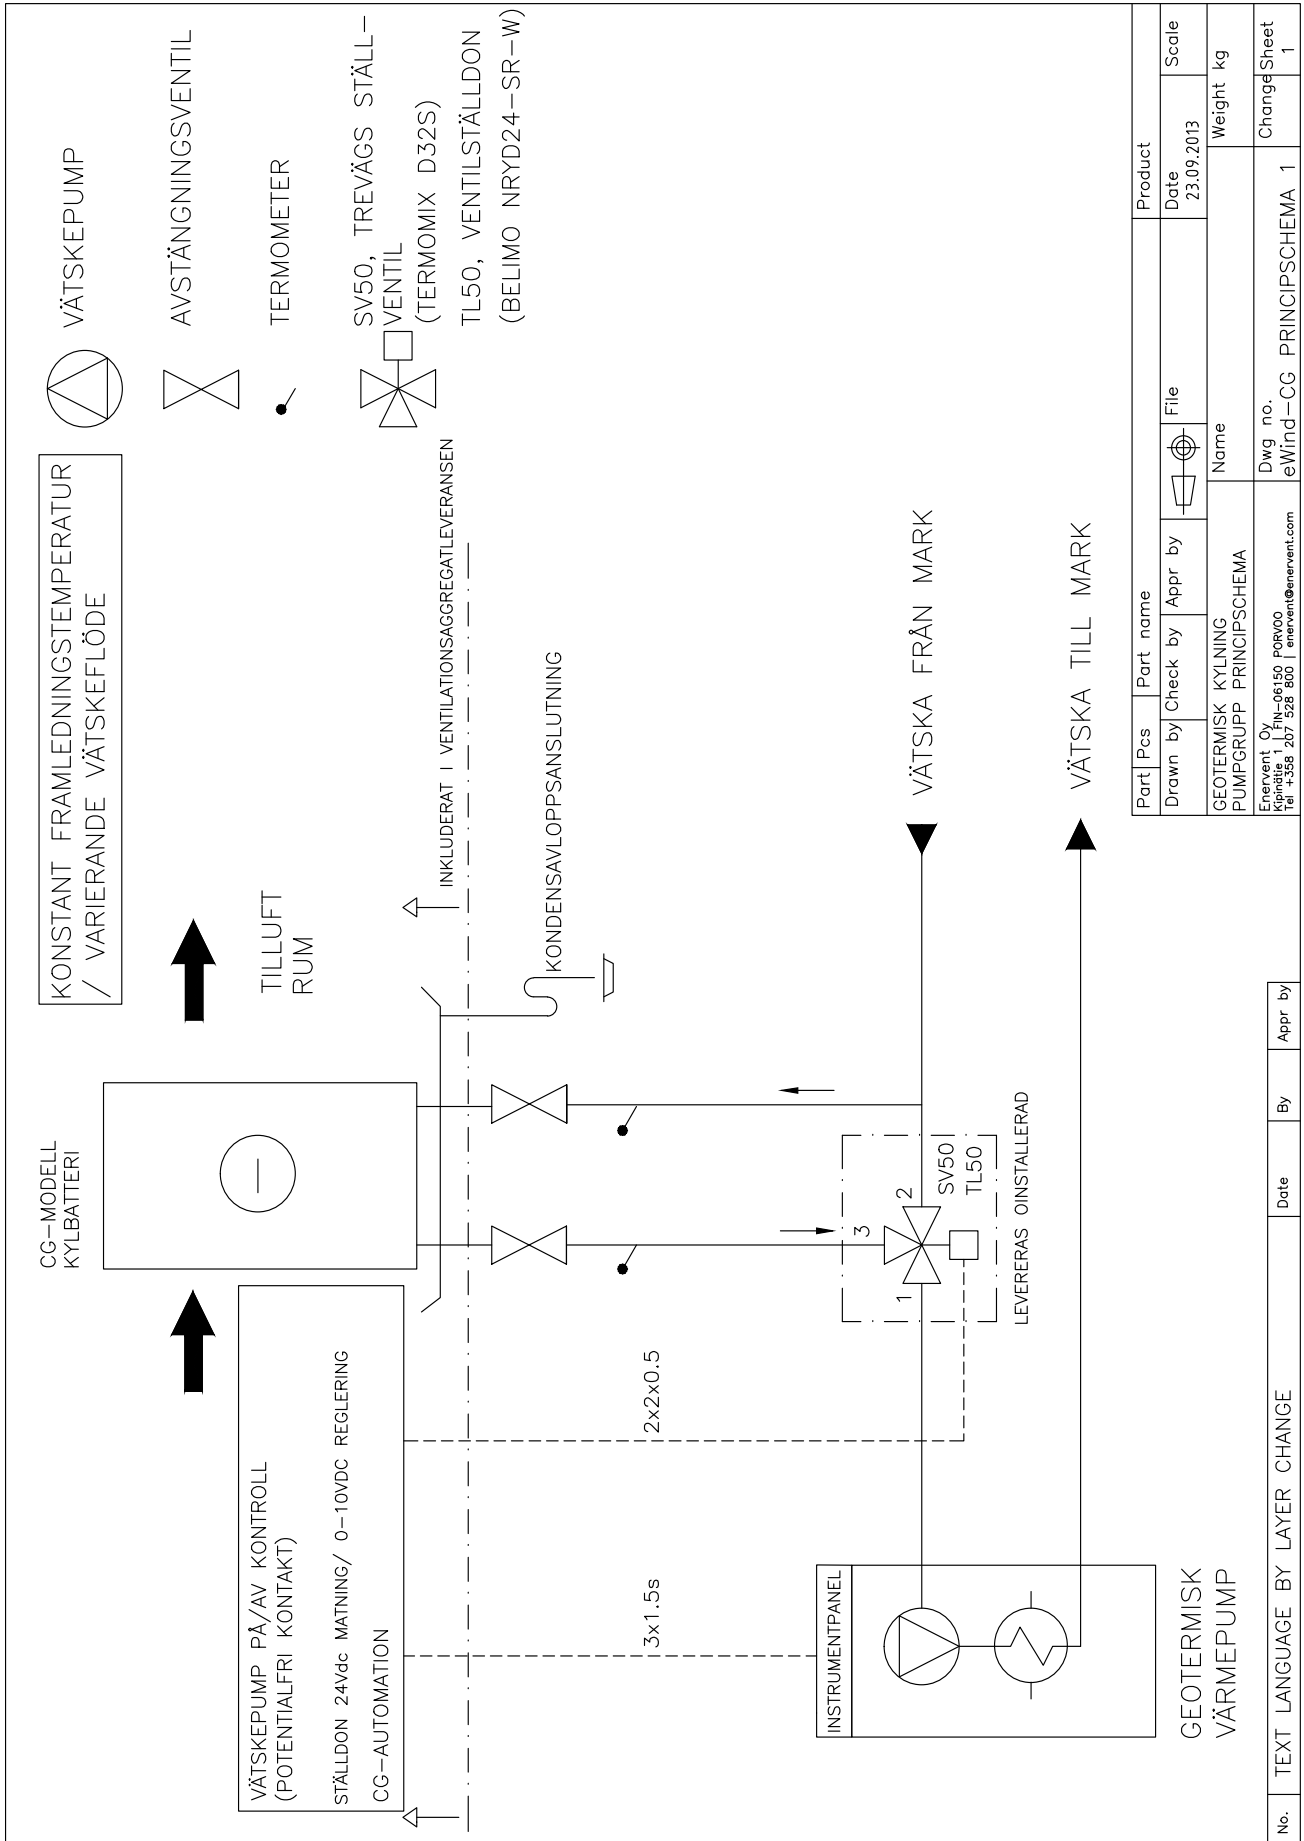 KONSTANT FRAMLEDNINGSTEMPERATUR
/ VARIERANDE VÄTSKEFLÖDE
VÄTSKEPUMP
AVSTÄNGNINGSVENTIL
TERMOMETER
SV50, TREVÄGS STÄLL-
VENTIL
(TERMOMIX D32S)
TL50, VENTILSTÄLLDON
(BELIMO NRYD24-SR-W)
CG-MODELL
KYLBATTERI
TILLUFT
RUM
VÄTSKEPUMP PÅ/AV KONTROLL
(POTENTIALFRI KONTAKT)
STÄLLDON 24Vdc MATNING/ 0-10VDC REGLERING
CG-AUTOMATION
INKLUDERAT I VENTILATIONSAGGREGATLEVERANSEN
KONDENSAVLOPPSANSLUTNING
3x1.5s
2x2x0.5
3
1
2
SV50
TL50
LEVERERAS OINSTALLERAD
VÄTSKA FRÅN MARK
VÄTSKA TILL MARK
INSTRUMENTPANEL
GEOTERMISK
VÄRMEPUMP
No.
TEXT LANGUAGE BY LAYER CHANGE
Date
By
Appr by
Part
Pcs
Part name
Product
Drawn by
Check by
Appr by
File
Date
23.09.2013
Scale
GEOTERMISK KYLNING
PUMPGRUPP PRINCIPSCHEMA
Name
Weight kg
Enervent Oy
Kipinätie 1 | FIN-06150 PORVOO
Tel +358 207 528 800 | enervent@enervent.com
Dwg no.
eWind-CG PRINCIPSCHEMA 1
Change
Sheet
1